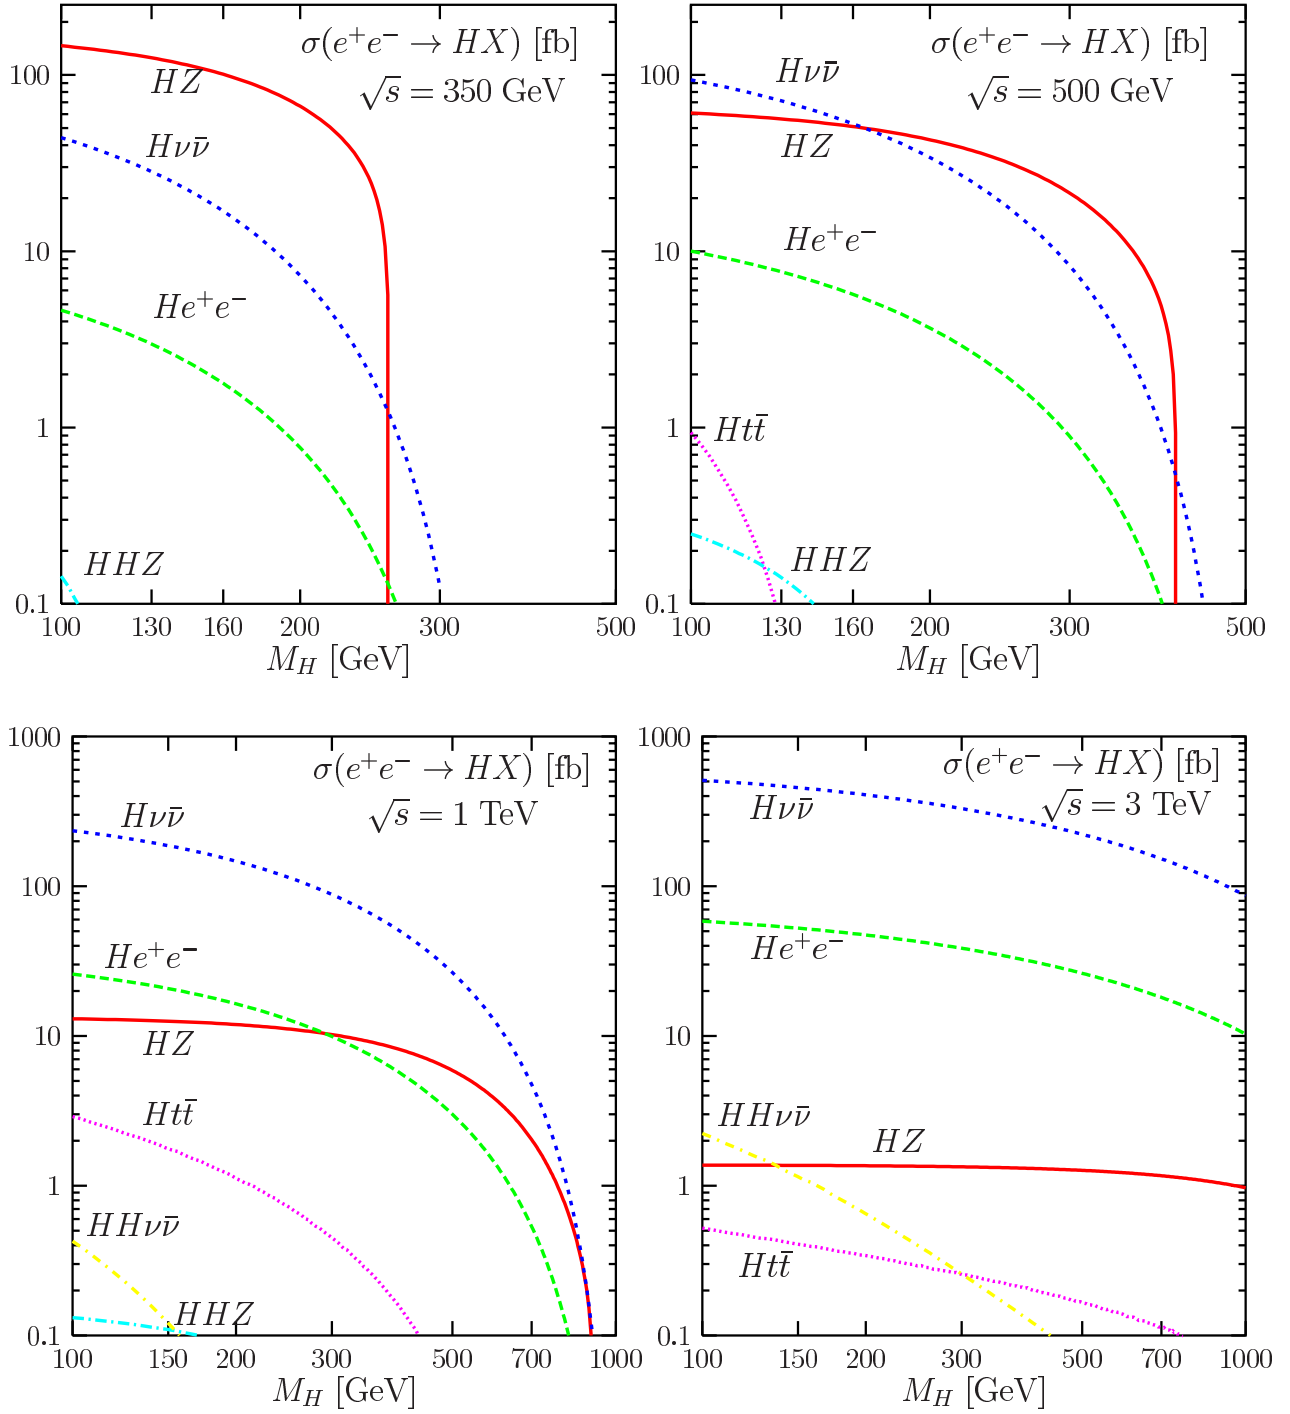 σ(e⁺e⁻ → HX) [fb]
√s = 350 GeV
100
10
1
0.1
HZ
Hνν̄
He⁺e⁻
HHZ
100 130 160 200 300 500
M_H [GeV]
σ(e⁺e⁻ → HX) [fb]
√s = 500 GeV
100
10
1
0.1
Hνν̄
HZ
He⁺e⁻
Htt̄
HHZ
100 130 160 200 300 500
M_H [GeV]
σ(e⁺e⁻ → HX) [fb]
√s = 1 TeV
1000
100
10
1
0.1
Hνν̄
He⁺e⁻
HZ
Htt̄
HHνν̄
HHZ
100 150 200 300 500 700 1000
M_H [GeV]
σ(e⁺e⁻ → HX) [fb]
√s = 3 TeV
1000
100
10
1
0.1
Hνν̄
He⁺e⁻
HHνν̄
HZ
Htt̄
100 150 200 300 500 700 1000
M_H [GeV]